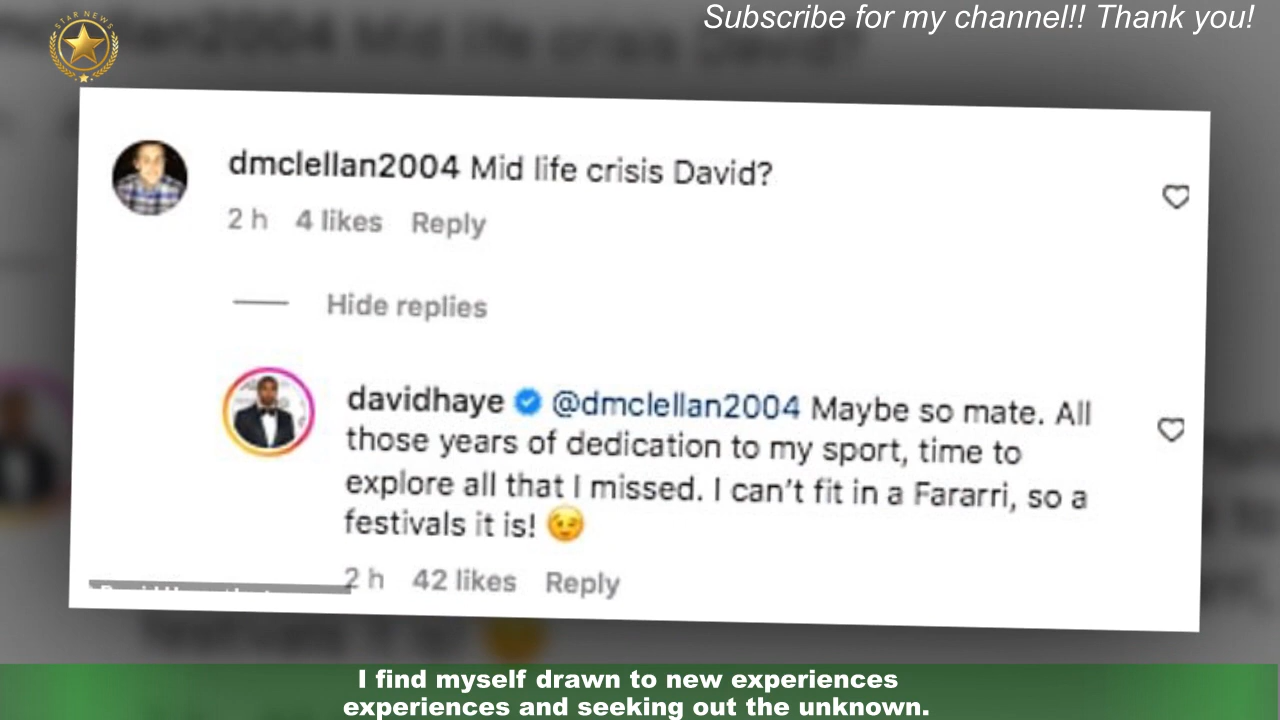 STAR NEWS
Subscribe for my channel!! Thank you!
dmclellan2004 Mid life crisis David?
2 h 4 likes Reply
Hide replies
davidhaye @dmclellan2004 Maybe so mate. All
those years of dedication to my sport, time to
explore all that I missed. I can't fit in a Fararri, so a
festivals it is! 😉
2 h 42 likes Reply
I find myself drawn to new experiences
experiences and seeking out the unknown.